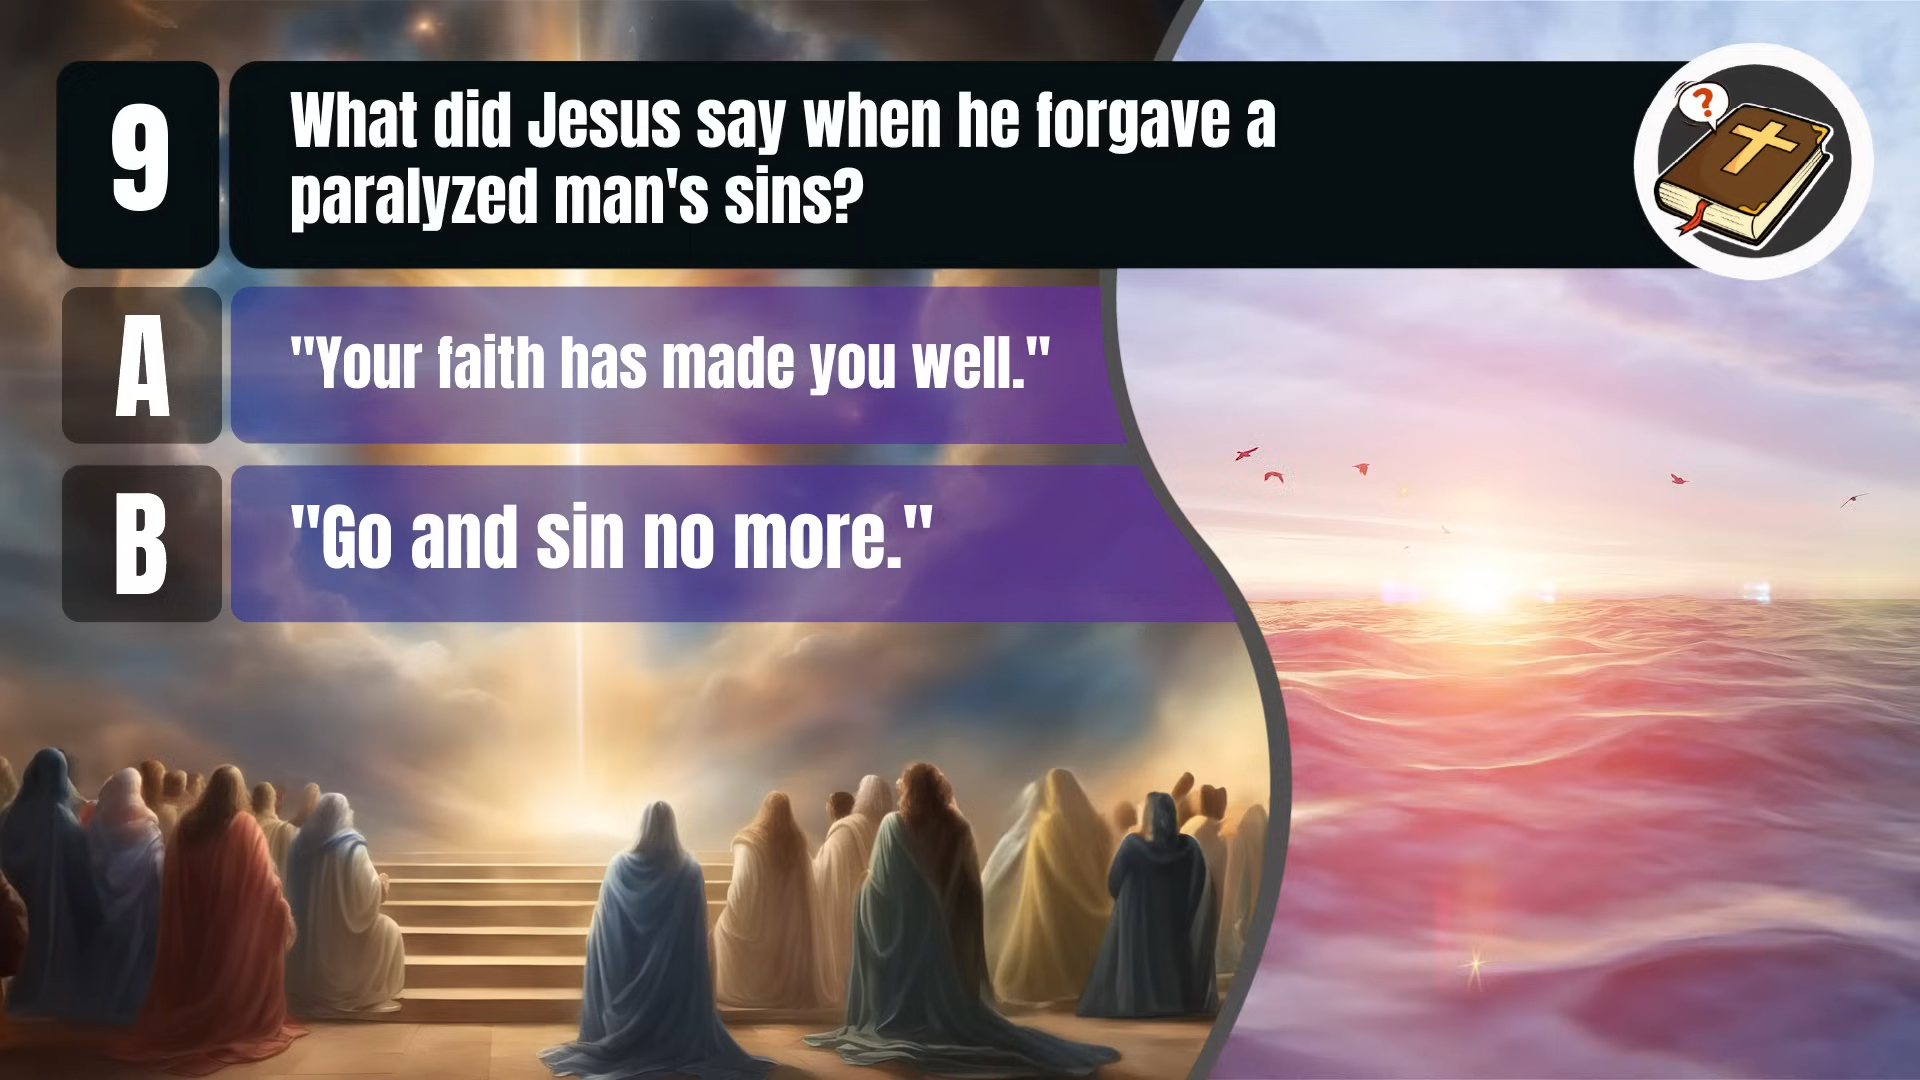 9
What did Jesus say when he forgave a
paralyzed man's sins?
?
A
"Your faith has made you well."
B
"Go and sin no more."